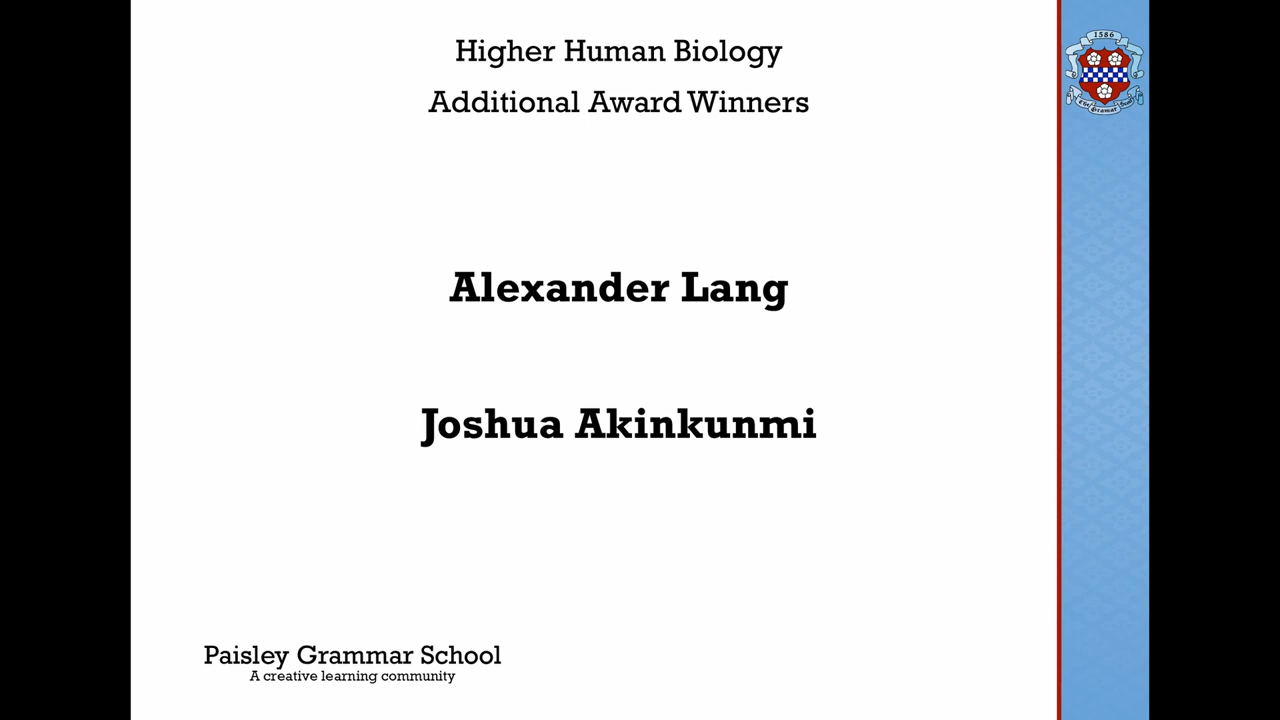 Higher Human Biology
Additional Award Winners
1586
Alexander Lang
Joshua Akinkunmi
Paisley Grammar School
A creative learning community